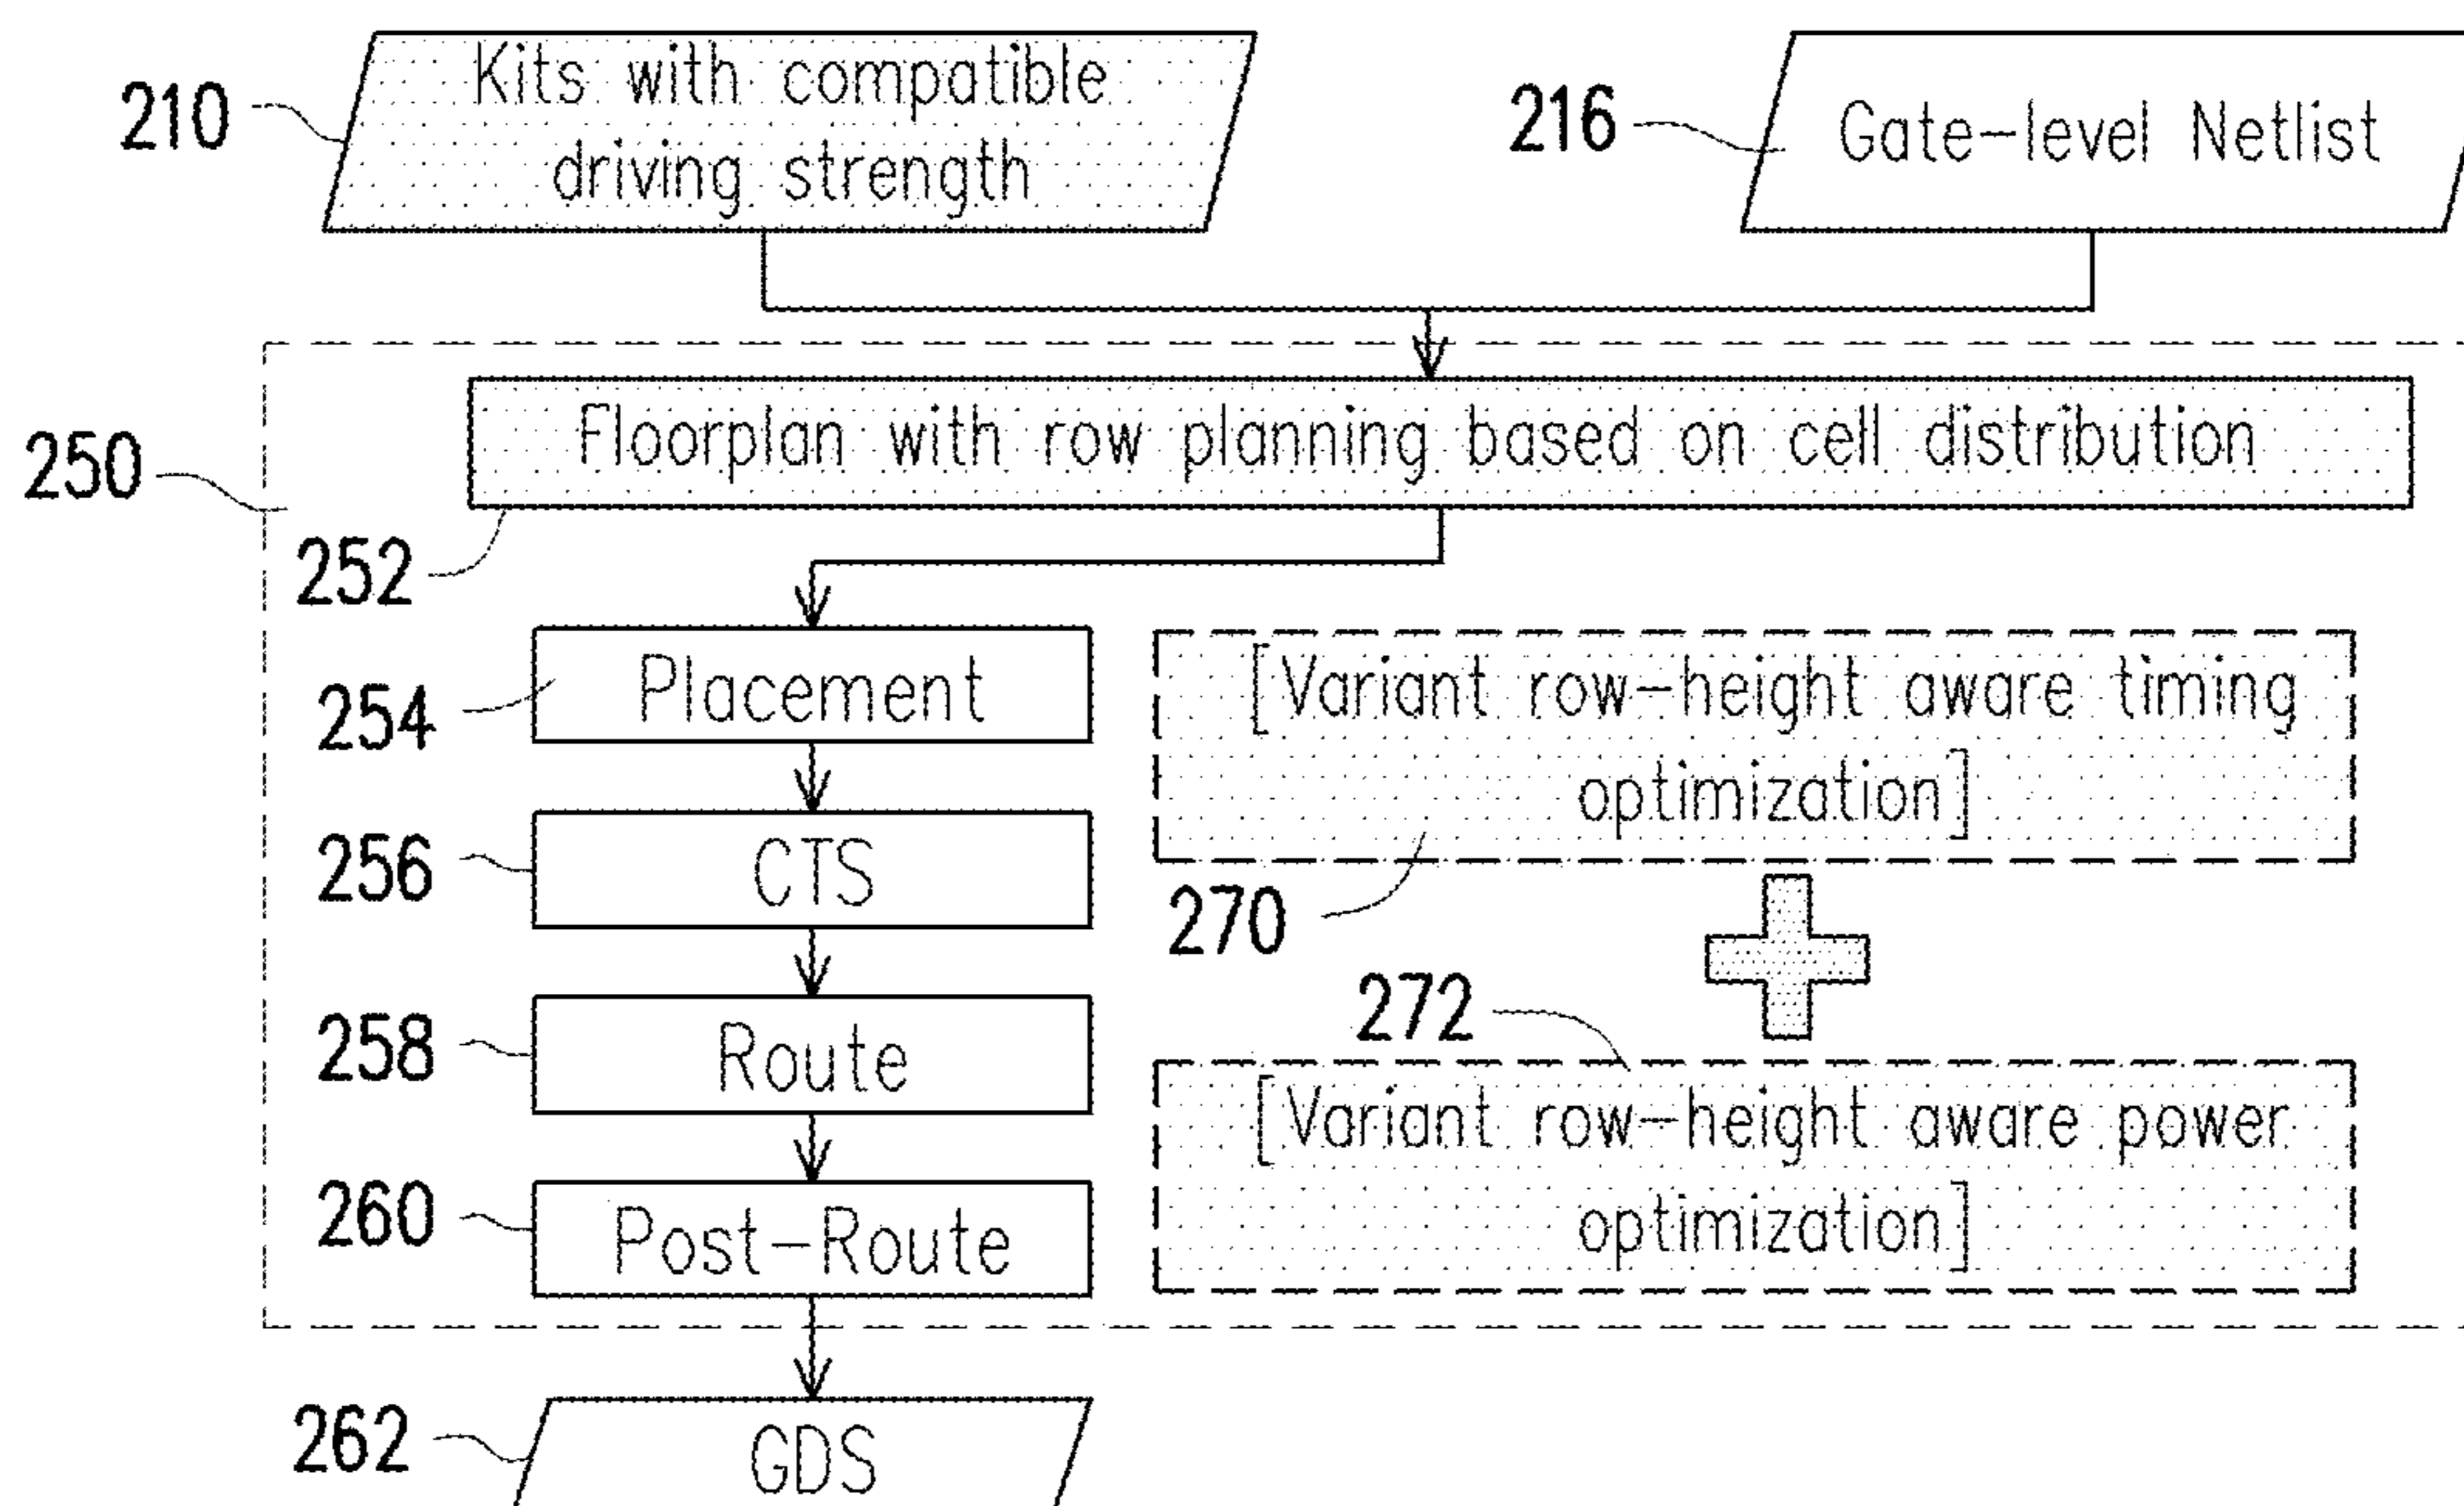 210
Kits with compatible
driving strength
216
Gate-level Netlist
250
Floorplan with row planning based on cell distribution
252
254
Placement
[Variant row-height aware timing
optimization]
256
CTS
270
258
Route
272
[Variant row-height aware power
optimization]
260
Post-Route
262
GDS